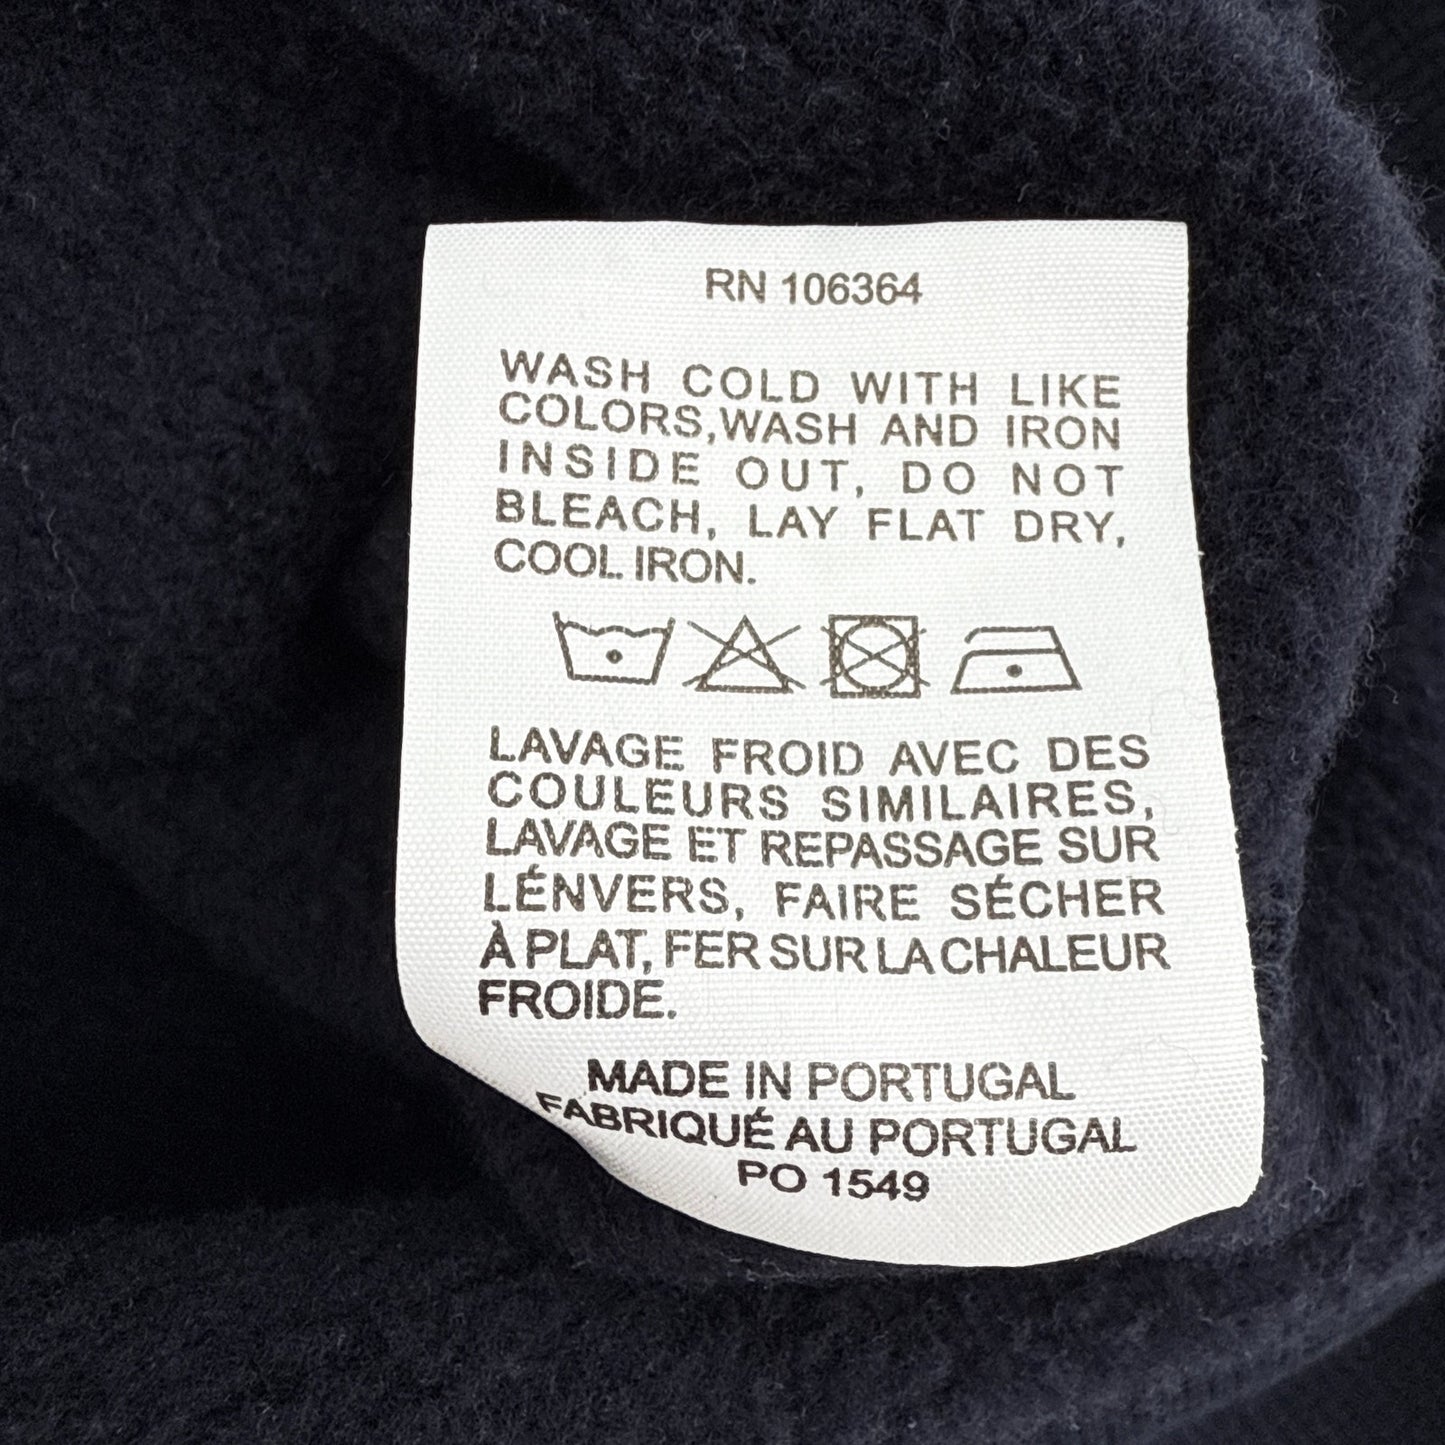 RN 106364
WASH COLD WITH LIKE
COLORS,WASH AND IRON
INSIDE OUT, DO NOT
BLEACH, LAY FLAT DRY,
COOL IRON.
LAVAGE FROID AVEC DES
COULEURS SIMILAIRES,
LAVAGE ET REPASSAGE SUR
LÉNVERS, FAIRE SÉCHER
À PLAT, FER SUR LA CHALEUR
FROIDE.
MADE IN PORTUGAL
FABRIQUÉ AU PORTUGAL
PO 1549